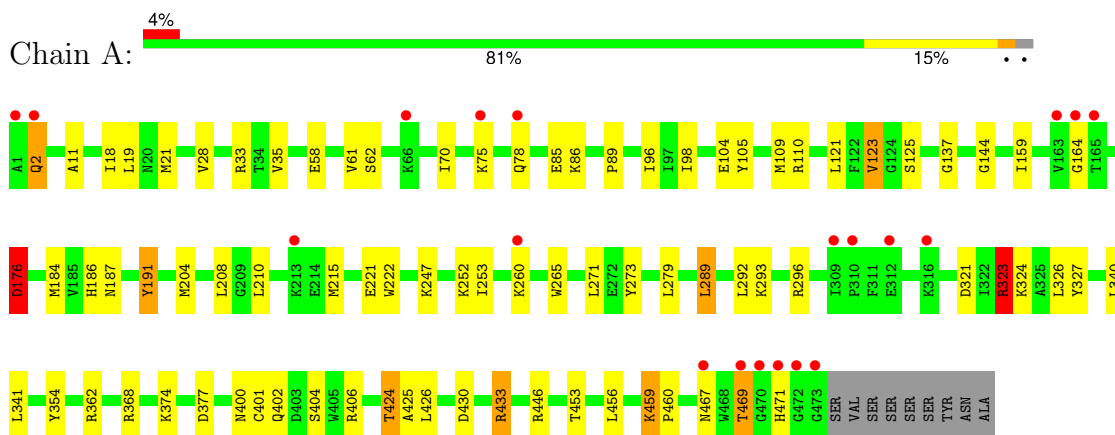 4%
Chain A:
81% 15% • •
A1 Q2 A11 I18 L19 N20 M21 V28 R33 T34 V35 E58 V61 S62 K66 I70 K75 Q78 E85 K86 P89 I96 I97 I98 E104 Y105 M109 R110 L121 F122 V123 G124 S125 G137 G144 I159 V163 G164 T165
D176 M184 V185 H186 N187 Y191 M204 L208 G209 L210 K213 E214 M215 E221 W222 K247 K252 I253 K260 W265 L271 E272 Y273 L279 L289 L292 K293 R296 I309 P310 F311 E312 K316 D321 I322 R323 K324 A325 L326 Y327 L340
L341 Y354 R362 R368 K374 D377 N400 C401 Q402 D403 S404 W405 R406 T424 A425 L426 D430 R433 R446 T453 L456 K459 P460 N467 W468 T469 G470 H471 G472 G473 SER VAL SER SER SER SER TYR ASN ALA